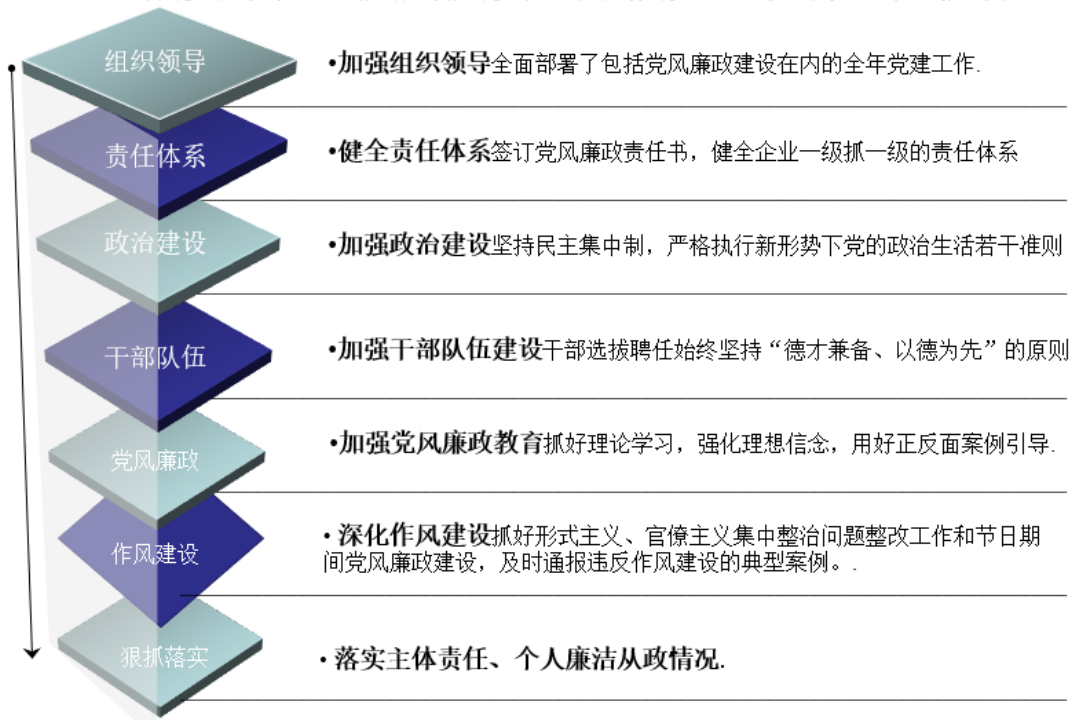 组织领导
•加强组织领导全面部署了包括党风廉政建设在内的全年党建工作.
责任体系
•健全责任体系签订党风廉政责任书，健全企业一级抓一级的责任体系
政治建设
•加强政治建设坚持民主集中制，严格执行新形势下党的政治生活若干准则
干部队伍
•加强干部队伍建设干部选拔聘任始终坚持“德才兼备、以德为先”的原则
党风廉政
•加强党风廉政教育抓好理论学习，强化理想信念，用好正反面案例引导.
作风建设
• 深化作风建设抓好形式主义、官僚主义集中整治问题整改工作和节日期
间党风廉政建设，及时通报违反作风建设的典型案例。.
狠抓落实
• 落实主体责任、个人廉洁从政情况.